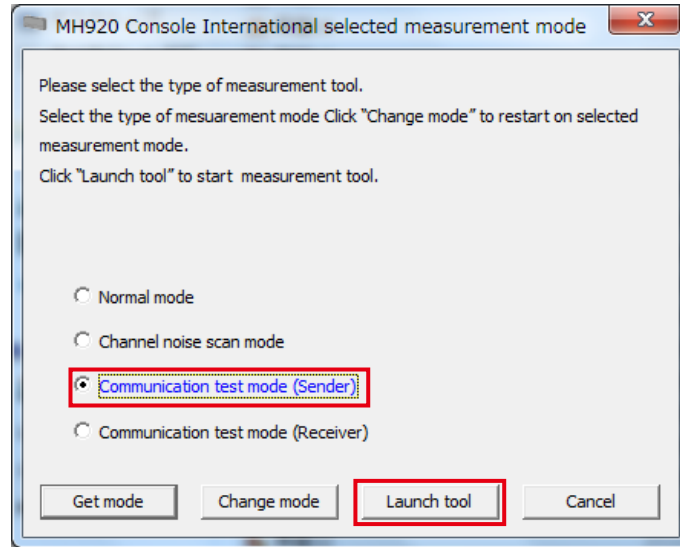 MH920 Console International selected measurement mode
Please select the type of measurement tool.
Select the type of mesuarement mode Click “Change mode” to restart on selected
measurement mode.
Click “Launch tool” to start measurement tool.
Normal mode
Channel noise scan mode
Communication test mode (Sender)
Communication test mode (Receiver)
Get mode Change mode Launch tool Cancel